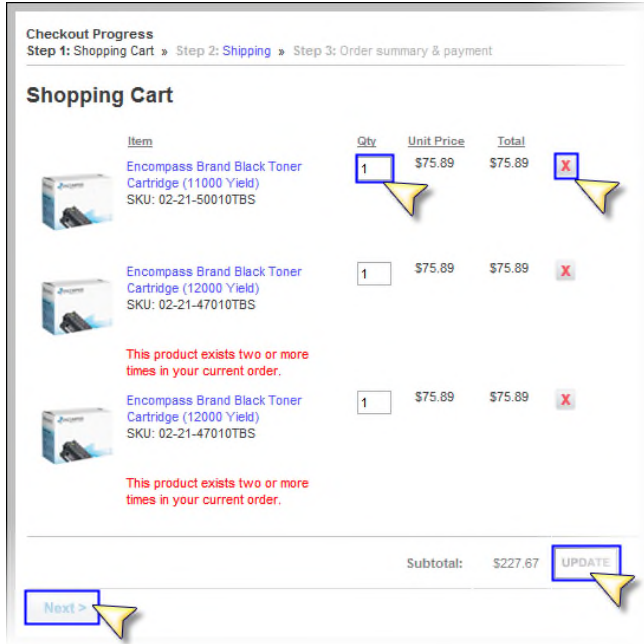 Checkout Progress
Step 1: Shopping Cart » Step 2: Shipping » Step 3: Order summary & payment
Shopping Cart
Item Qty Unit Price Total
Encompass Brand Black Toner 1 $75.89 $75.89 X
Cartridge (11000 Yield)
SKU: 02-21-50010TBS
Encompass Brand Black Toner 1 $75.89 $75.89 X
Cartridge (12000 Yield)
SKU: 02-21-47010TBS
This product exists two or more
times in your current order.
Encompass Brand Black Toner 1 $75.89 $75.89 X
Cartridge (12000 Yield)
SKU: 02-21-47010TBS
This product exists two or more
times in your current order.
Subtotal: $227.67 UPDATE
Next >